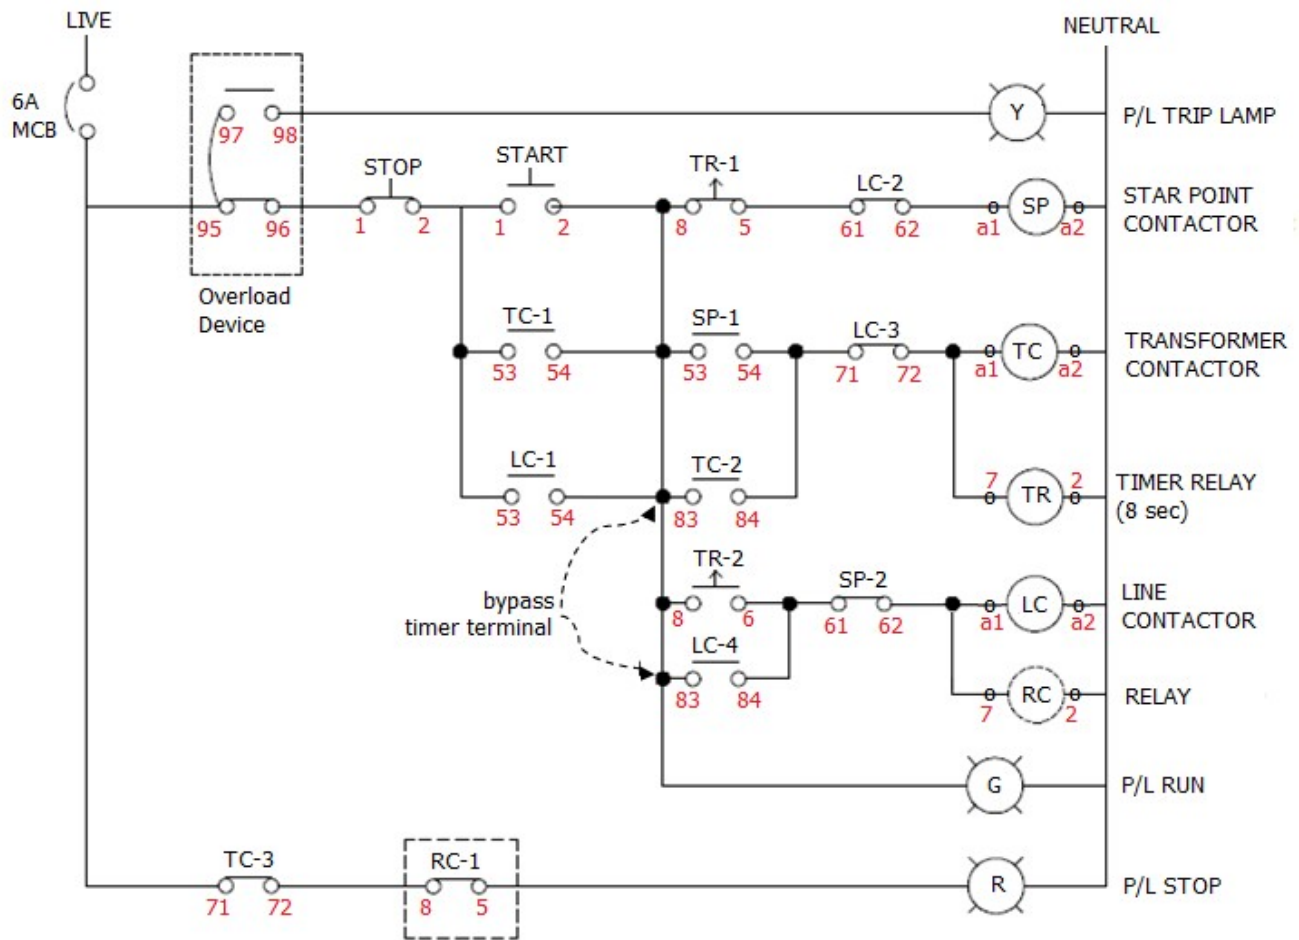 LIVE
NEUTRAL
6A
MCB
97 98
Y
P/L TRIP LAMP
STOP
START
TR-1
LC-2
SP
STAR POINT
CONTACTOR
95 96
1 2
1 2
8 5
61 62
a1 a2
Overload
Device
TC-1
SP-1
LC-3
TC
TRANSFORMER
CONTACTOR
53 54
53 54
71 72
a1 a2
LC-1
TC-2
7 2
TR
TIMER RELAY
(8 sec)
53 54
83 84
bypass
timer terminal
TR-2
SP-2
LC
LINE
CONTACTOR
8 6
61 62
a1 a2
LC-4
83 84
RC
RELAY
7 2
G
P/L RUN
TC-3
RC-1
R
P/L STOP
71 72
8 5